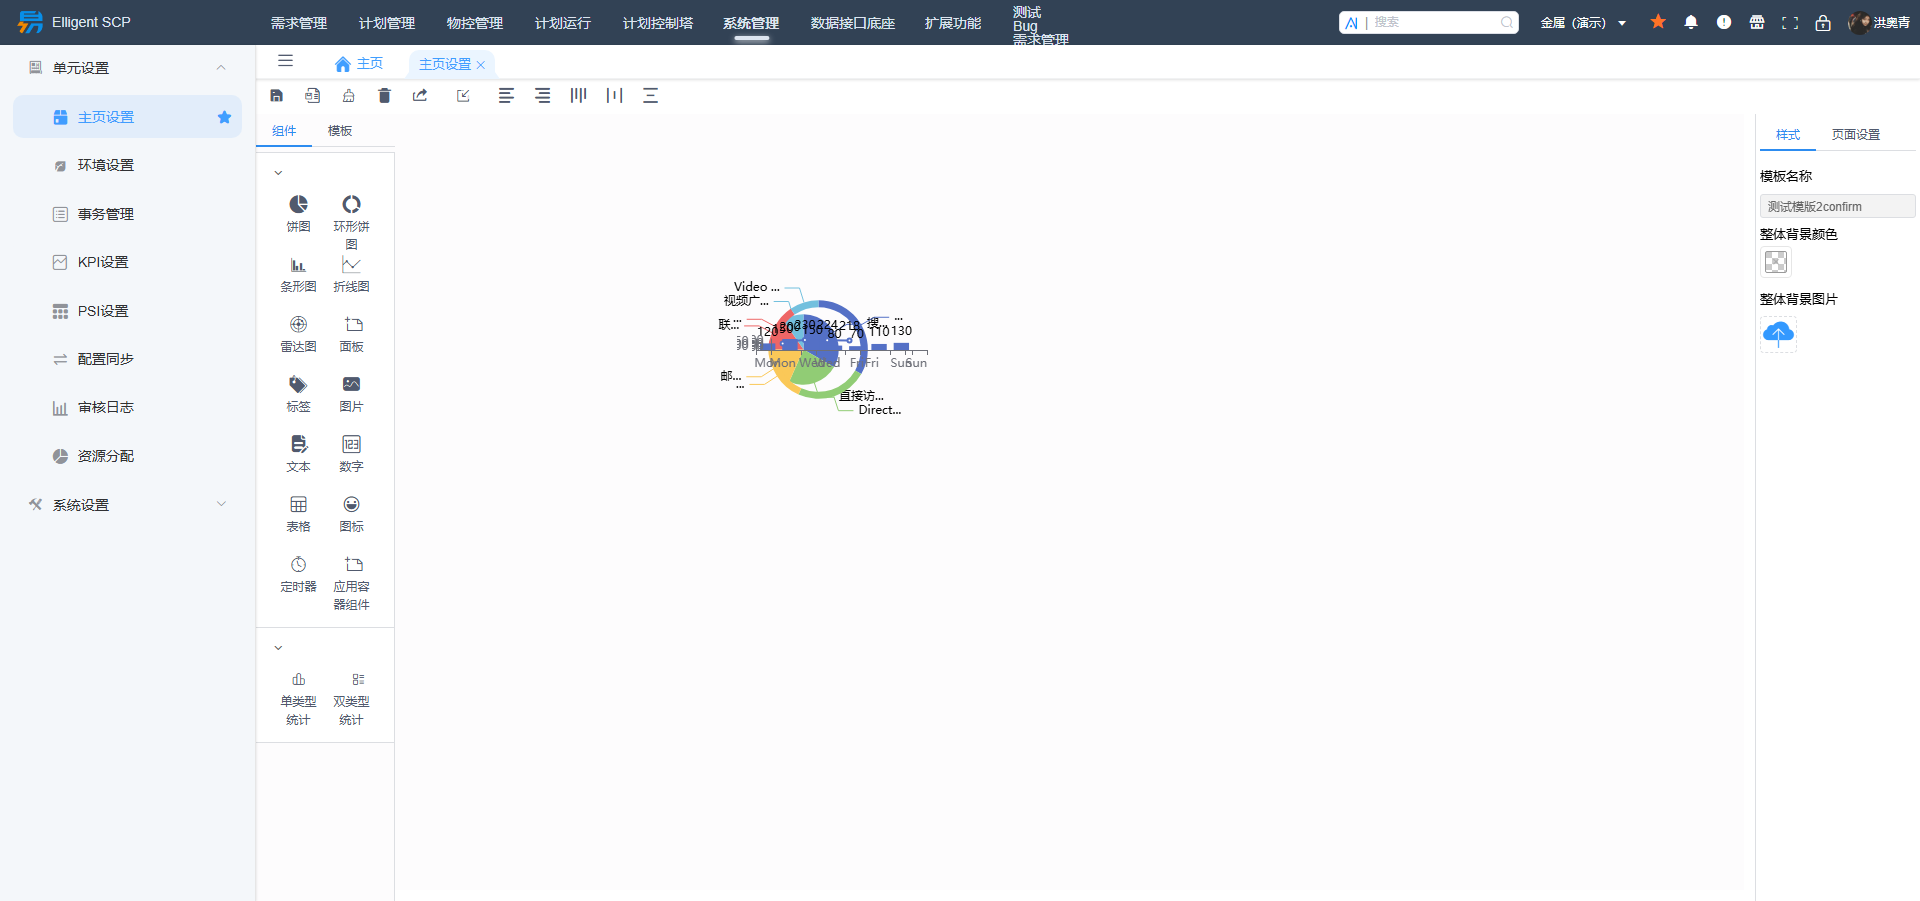 Elligent SCP
需求管理
计划管理
物控管理
计划运行
计划控制塔
系统管理
数据接口底座
扩展功能
测试
Bug
需求管理
搜索
金属（演示）
洪奥青
单元设置
主页设置
环境设置
事务管理
KPI设置
PSI设置
配置同步
审核日志
资源分配
系统设置
主页
主页设置
组件
模板
饼图
环形饼
图
条形图
折线图
雷达图
面板
标签
图片
文本
数字
表格
图标
定时器
应用容
器组件
单类型
统计
双类型
统计
Video ...
视频广...
联...
搜...
120
200
150
230
224
218
80
70
110
130
Mon
Mon
Wed
Wed
Fri
Fri
Sun
Sun
邮...
...
直接访...
Direct...
样式
页面设置
模板名称
测试模版2confirm
整体背景颜色
整体背景图片